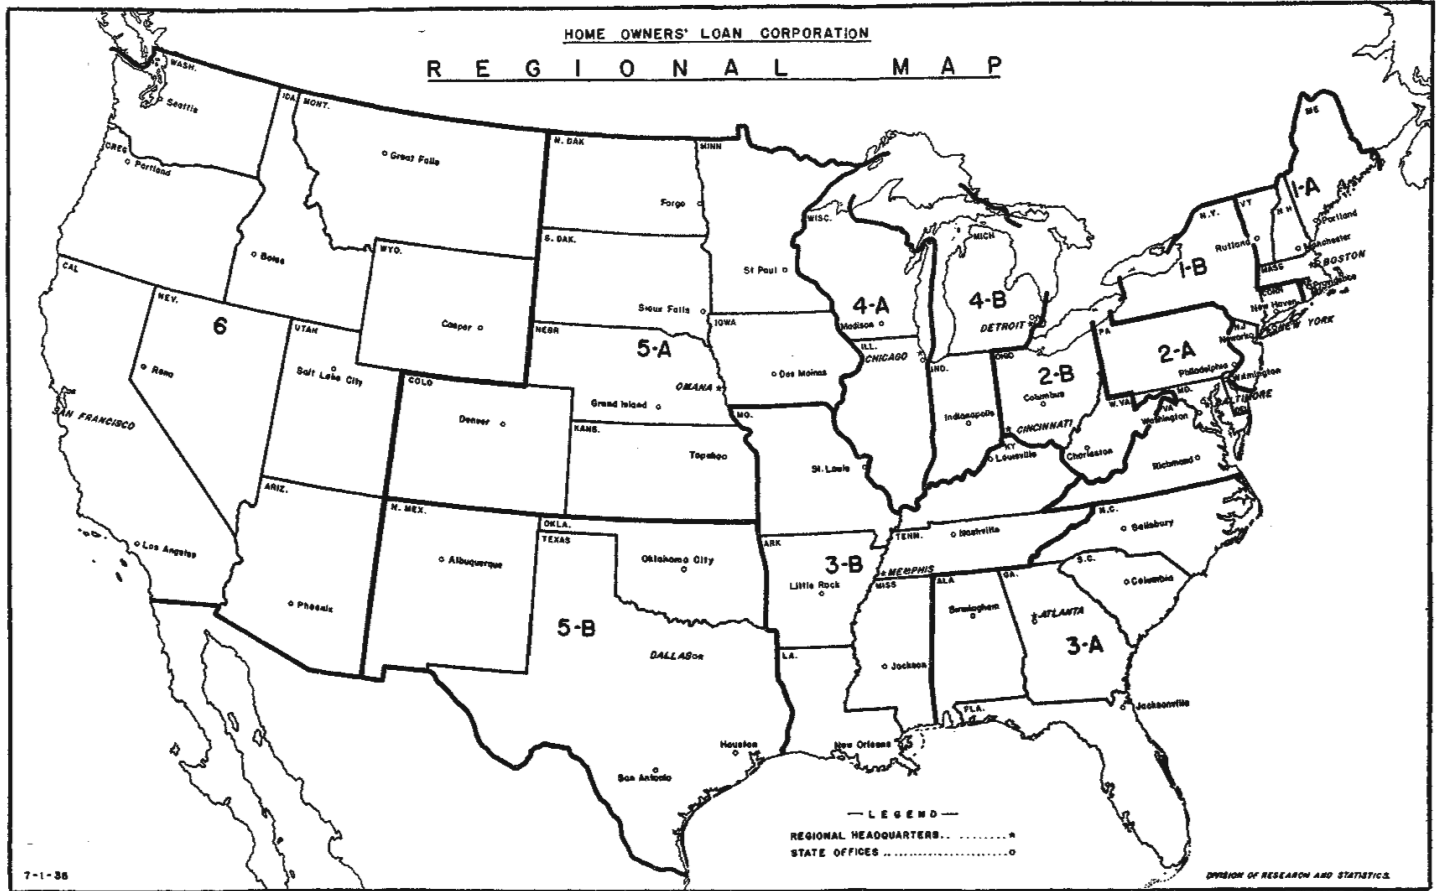 HOME OWNERS' LOAN CORPORATION
REGIONAL MAP
WASH.
Seattle
IDA.
MONT.
Great Falls
N. DAK
MINN
Fargo
OREG
Portland
Boise
WYO.
Casper
S. DAK.
Sioux Falls
St Paul
WISC.
MICH
ME
1-A
N.Y.
VT
N H
Portland
Rutland
Manchester
MASS
BOSTON
Providence
CONN
New Haven
NEW YORK
1-B
CAL
NEV.
6
UTAH
Reno
Salt Lake City
SAN FRANCISCO
NEBR
5-A
OMAHA
Grand Island
IOWA
Des Moines
4-A
Madison
ILL.
CHICAGO
4-B
DETROIT
IND.
Indianapolis
OHIO
2-B
Columbus
CINCINNATI
PA
2-A
N.J.
Newark
Philadelphia
Wilmington
MD.
BALTIMORE
DEL
W.VA.
VA
Washington
Charleston
Richmond
COLO
Denver
KANS.
Topeka
MO.
St. Louis
KY
Louisville
ARIZ.
Los Angeles
Phoenix
N. MEX.
Albuquerque
OKLA.
TEXAS
Oklahoma City
5-B
DALLAS
Houston
San Antonio
ARK
3-B
Little Rock
TENN.
Nashville
MEMPHIS
MISS
Jackson
LA.
New Orleans
ALA
Birmingham
GA.
ATLANTA
3-A
N.C.
Salisbury
S.C.
Columbia
FLA.
Jacksonville
—LEGEND—
REGIONAL HEADQUARTERS.. ........*
STATE OFFICES ......................o
7-1-36
DIVISION OF RESEARCH AND STATISTICS.